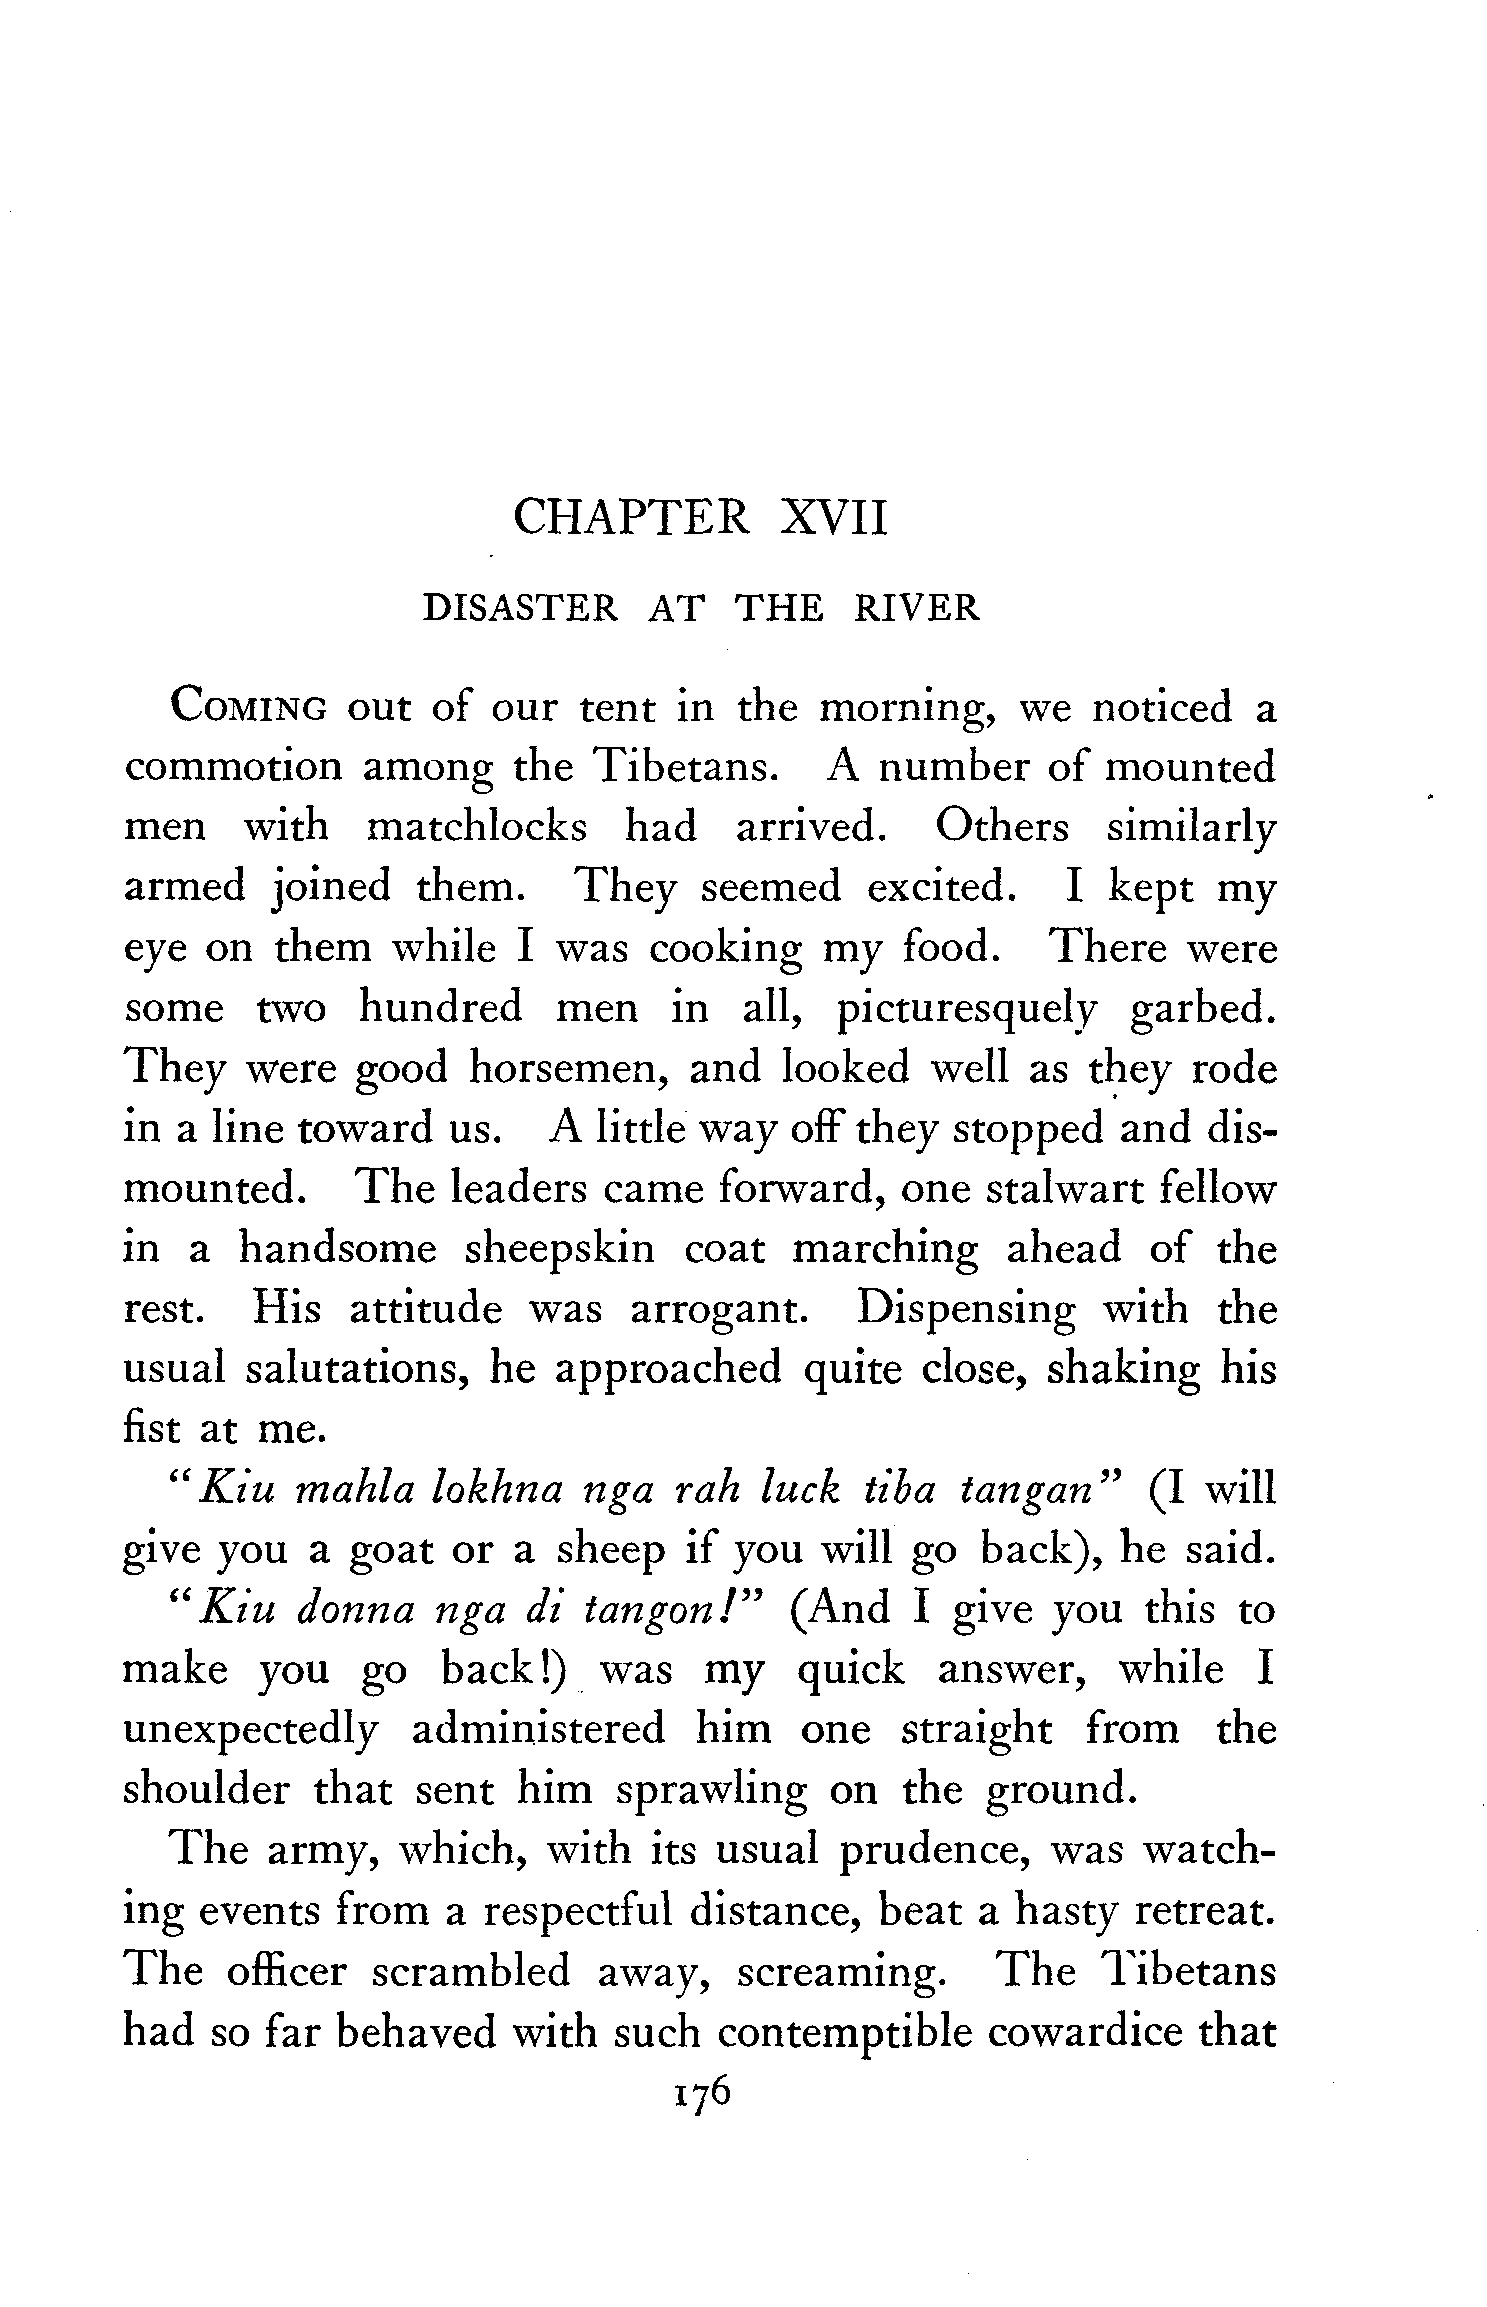 CHAPTER XVII
DISASTER AT THE RIVER
COMING out of our tent in the morning, we noticed a
commotion among the Tibetans. A number of mounted
men with matchlocks had arrived. Others similarly
armed joined them. They seemed excited. I kept my
eye on them while I was cooking my food. There were
some two hundred men in all, picturesquely garbed.
They were good horsemen, and looked well as they rode
in a line toward us. A little way off they stopped and dis-
mounted. The leaders came forward, one stalwart fellow
in a handsome sheepskin coat marching ahead of the
rest. His attitude was arrogant. Dispensing with the
usual salutations, he approached quite close, shaking his
fist at me.
“Kiu mahla lokhna nga rah luck tiba tangan” (I will
give you a goat or a sheep if you will go back), he said.
“Kiu donna nga di tangon!” (And I give you this to
make you go back!) was my quick answer, while I
unexpectedly administered him one straight from the
shoulder that sent him sprawling on the ground.
The army, which, with its usual prudence, was watch-
ing events from a respectful distance, beat a hasty retreat.
The officer scrambled away, screaming. The Tibetans
had so far behaved with such contemptible cowardice that
176